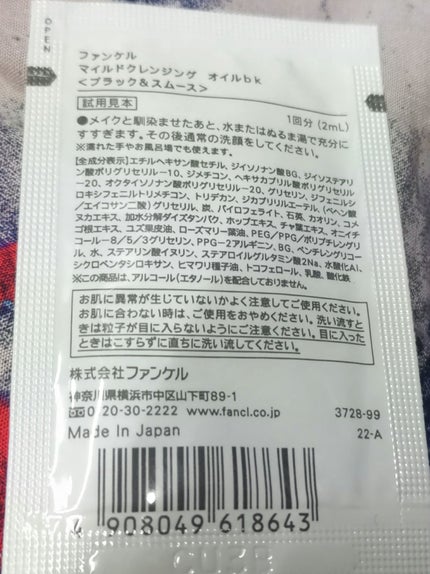 OPEN
ファンケル
マイルドクレンジング オイルbk
<ブラック&スムース>
試用見本
1回分 (2mL)
●メイクと馴染ませたあと、水またはぬるま湯で充分に
すすぎます。その後通常の洗顔をしてください。
※濡れた手やお風呂場でも使えます。
[全成分表示]エチルヘキサン酸セチル、ジイソノナン酸BG、ジイソステアリ
ン酸ポリグリセリル-10、ジメチコン、ヘキサカプリル酸ポリグリセリル
-20、オクタイソノナン酸ポリグリセリル-20、グリセリン、ジフェニルシ
ロキシフェニルトリメチコン、トリデカン、ジカプリリルエーテル、(ベヘン酸
/エイコサン二酸)グリセリル、炭、パイロフェライト、石英、カオリン、コメ
ヌカエキス、加水分解ダイズタンパク、ホップエキス、チャ葉エキス、オニイチ
ゴ根エキス、ユズ果皮油、ローズマリー葉油、PEG/PPG/ポリブチレングリ
コール-8/5/3グリセリン、PPG-2アルギニン、BG、ペンチレングリコー
ル、水、ステアリン酸イヌリン、ステアロイルグルタミン酸2Na、水酸化Al、
シクロペンタシロキサン、ヒマワリ種子油、トコフェロール、乳酸、酸化鉄
※この商品は、アルコール(エタノール)を配合しておりません。
お肌に異常が生じていないかよく注意してご使用ください。
お肌に合わない時は、ご使用をおやめください。洗い流すと
きは粒子が目に入らないようにご注意ください。目に入った
ときはこすらずに直ちに洗い流してください。
株式会社ファンケル
神奈川県横浜市中区山下町89-1
0120-30-2222 www.fancl.co.jp
3728-99
Made In Japan
22-A
4 908049 618643